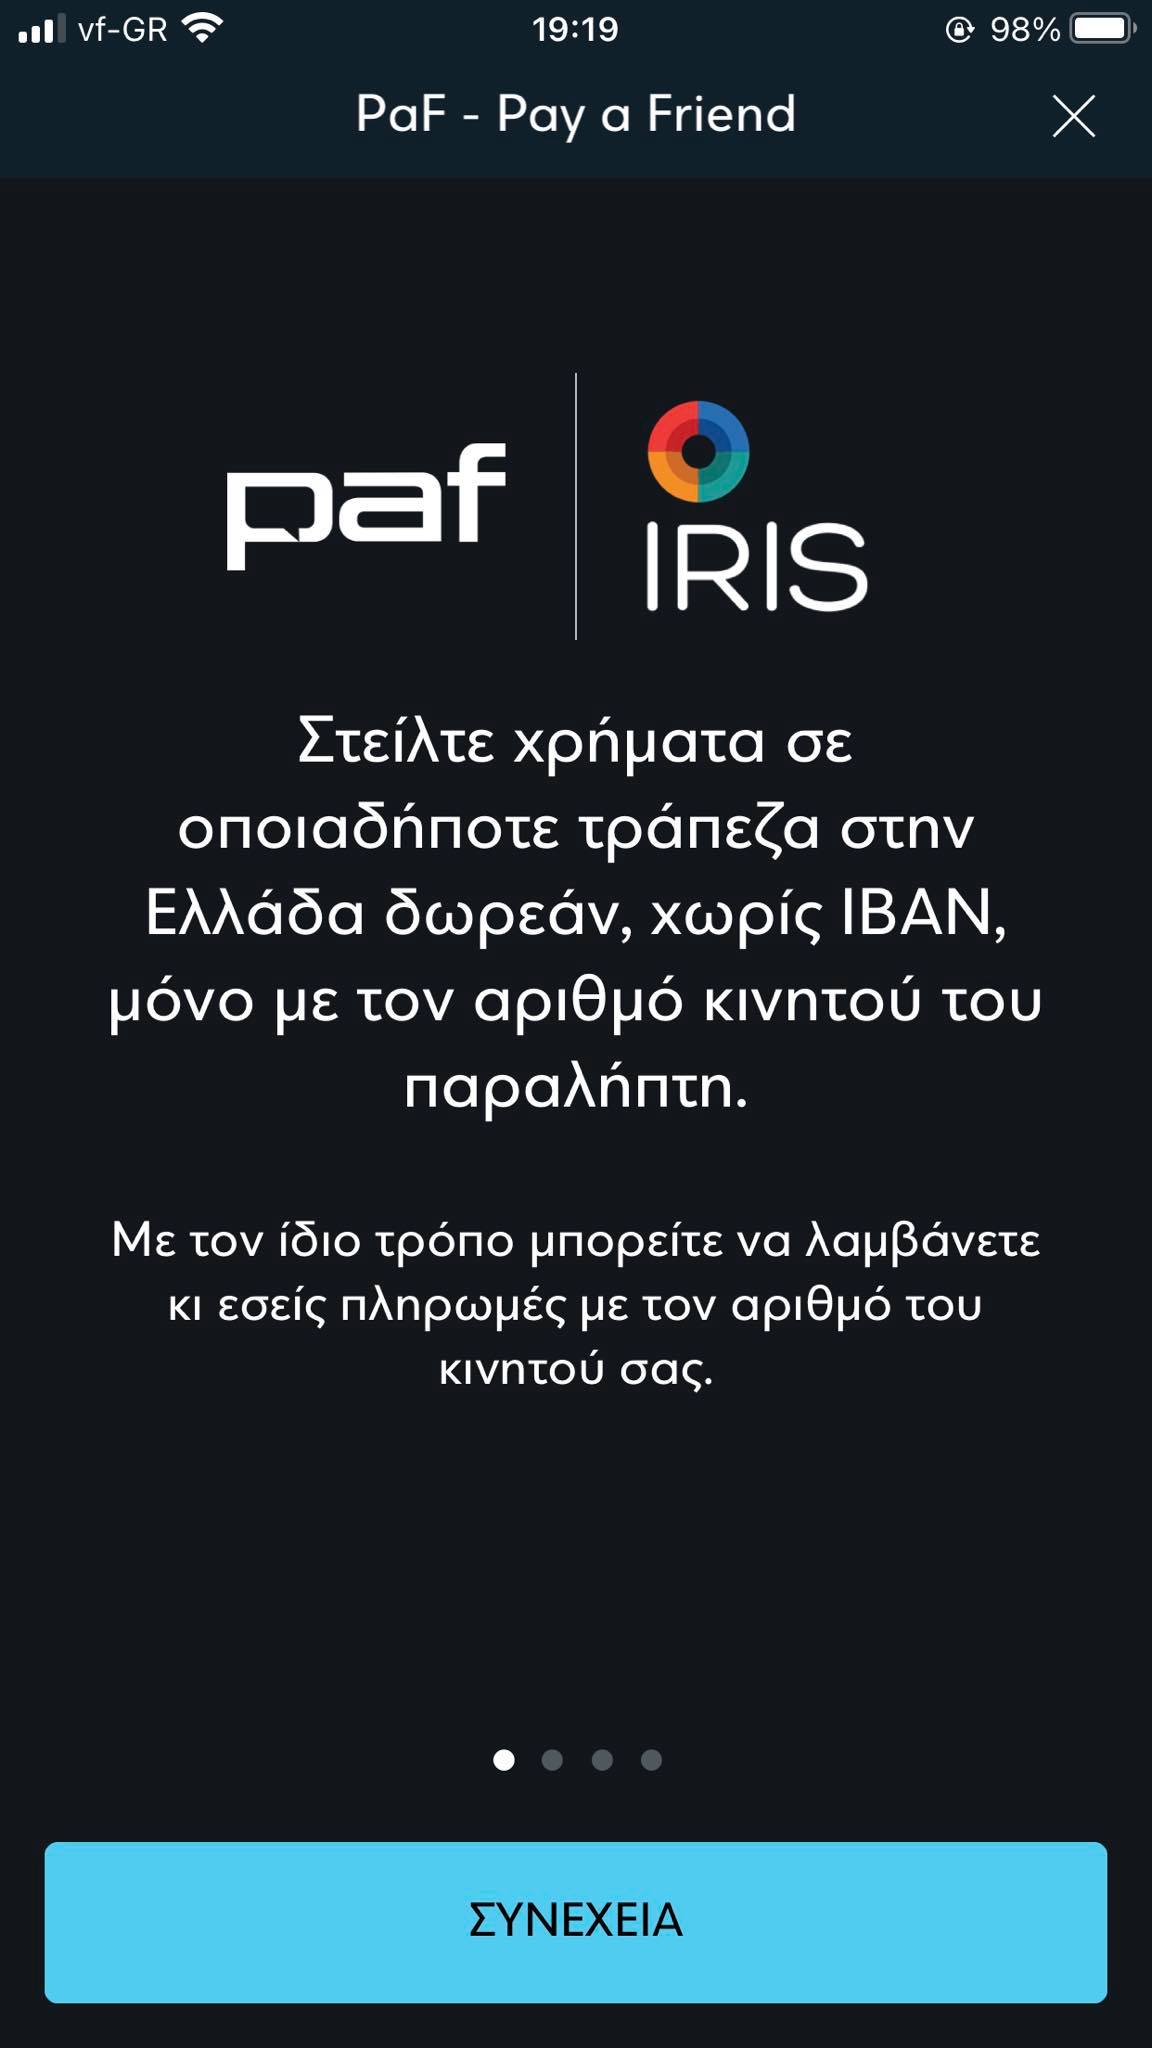 vf-GR 19:19 98%
PaF - Pay a Friend
paf
IRIS
Στείλτε χρήματα σε
οποιαδήποτε τράπεζα στην
Ελλάδα δωρεάν, χωρίς IBAN,
μόνο με τον αριθμό κινητού του
παραλήπτη.
Με τον ίδιο τρόπο μπορείτε να λαμβάνετε
κι εσείς πληρωμές με τον αριθμό του
κινητού σας.
ΣΥΝΕΧΕΙΑ